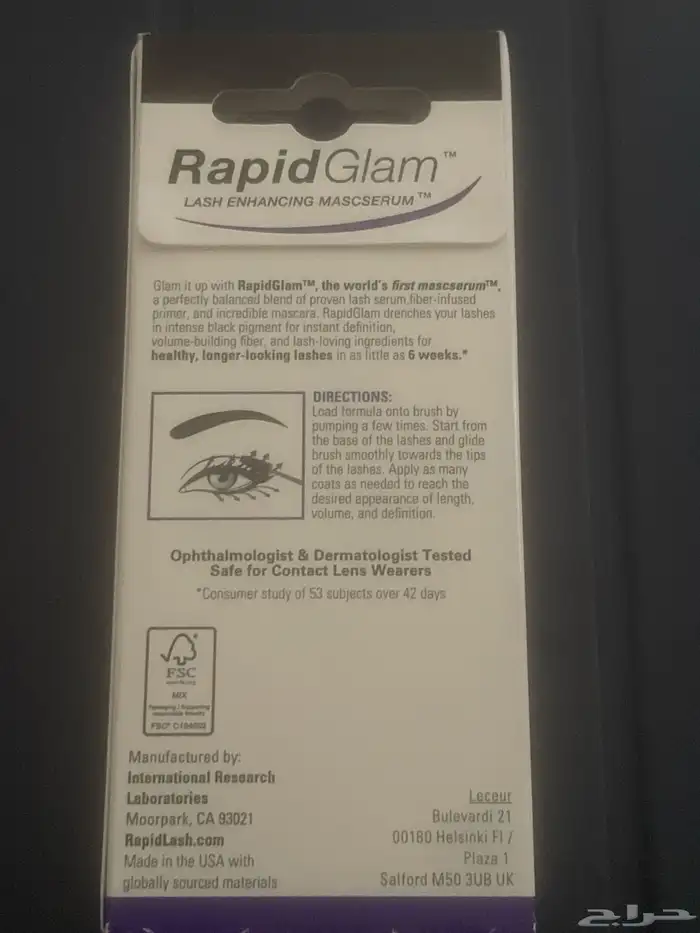 RapidGlam™
LASH ENHANCING MASCSERUM™
Glam it up with RapidGlam™, the world's first mascserum™,
a perfectly balanced blend of proven lash serum,fiber-infused
primer, and incredible mascara. RapidGlam drenches your lashes
in intense black pigment for instant definition,
volume-building fiber, and lash-loving ingredients for
healthy, longer-looking lashes in as little as 6 weeks.*
DIRECTIONS:
Load formula onto brush by
pumping a few times. Start from
the base of the lashes and glide
brush smoothly towards the tips
of the lashes. Apply as many
coats as needed to reach the
desired appearance of length,
volume, and definition.
Ophthalmologist & Dermatologist Tested
Safe for Contact Lens Wearers
*Consumer study of 53 subjects over 42 days
FSC
MIX
Manufactured by:
International Research
Laboratories
Moorpark, CA 93021
RapidLash.com
Made in the USA with
globally sourced materials
Leceur
Bulevardi 21
00180 Helsinki FI /
Plaza 1
Salford M50 3UB UK
حراج